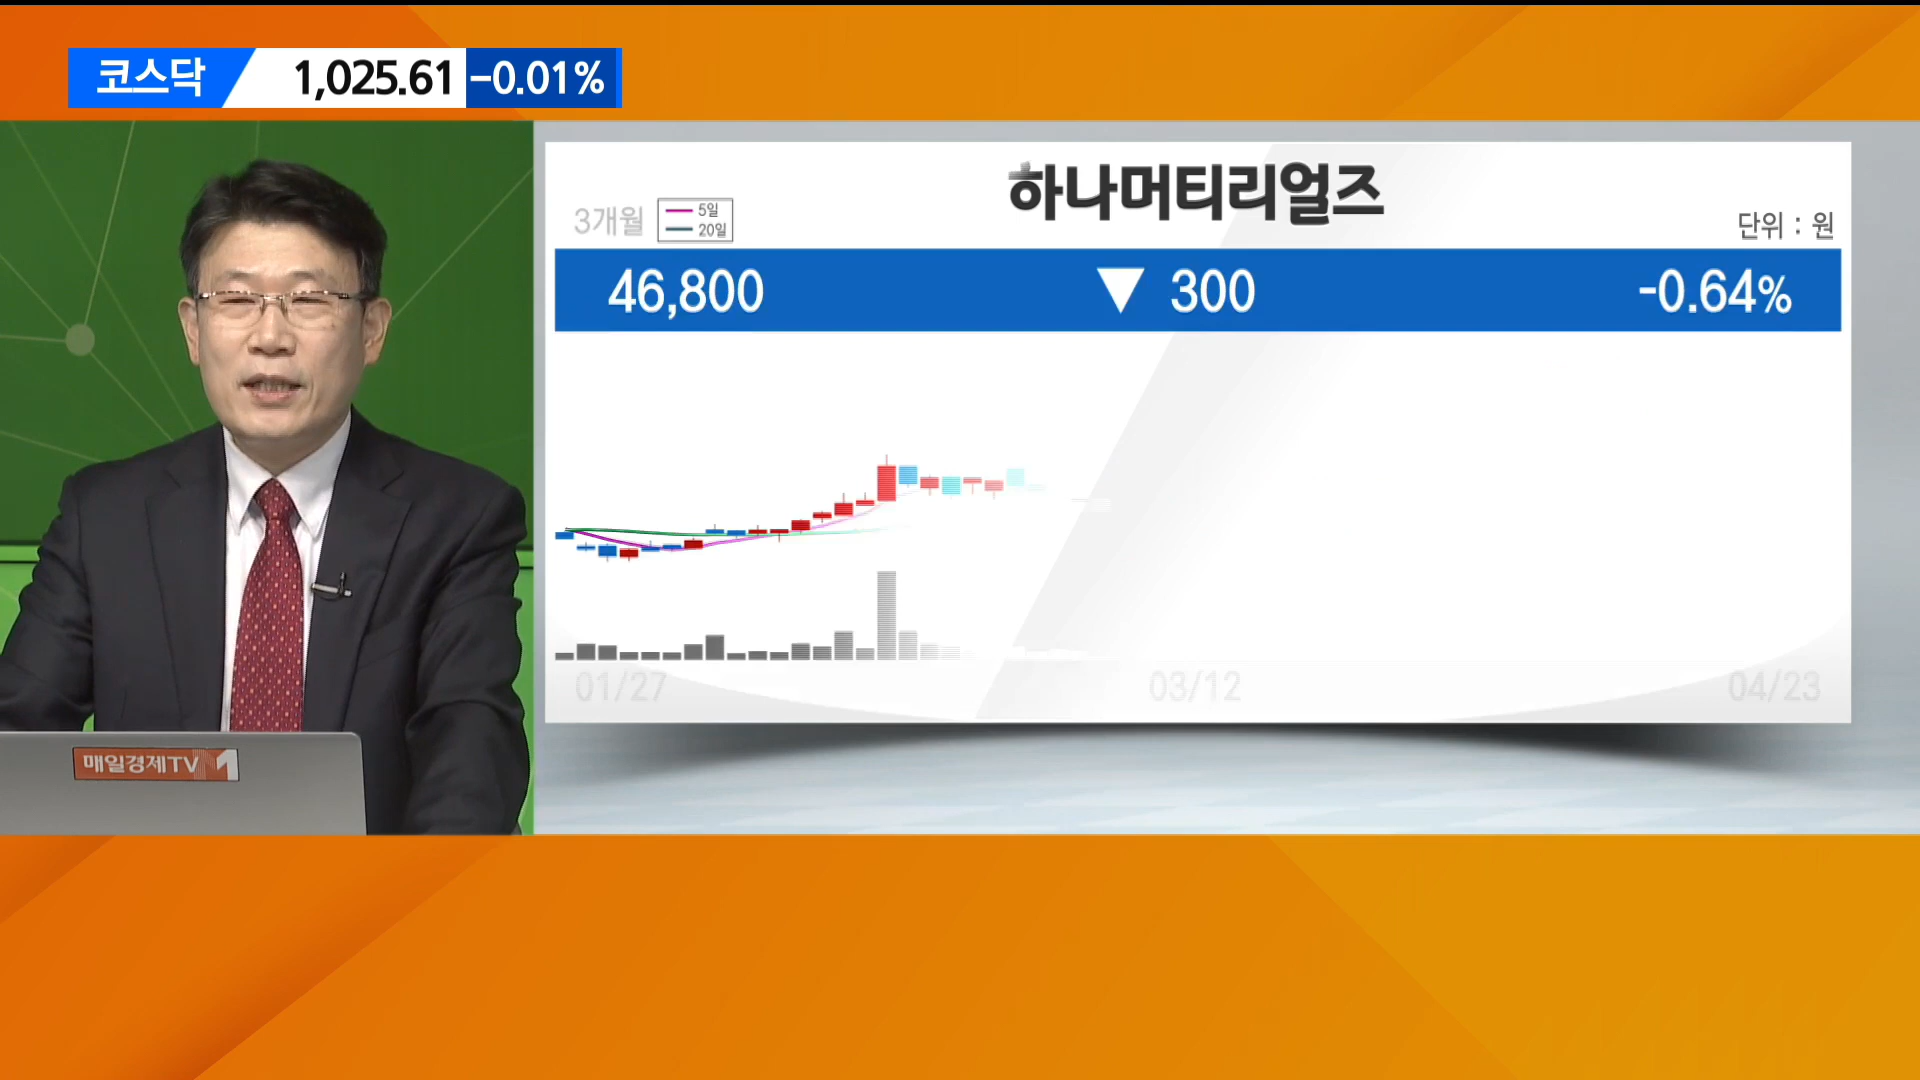 코스닥 1,025.61 -0.01%
하나머티리얼즈
3개월 5일
20일
단위 : 원
46,800 ▼ 300 -0.64%
01/27 03/12 04/23
매일경제TV